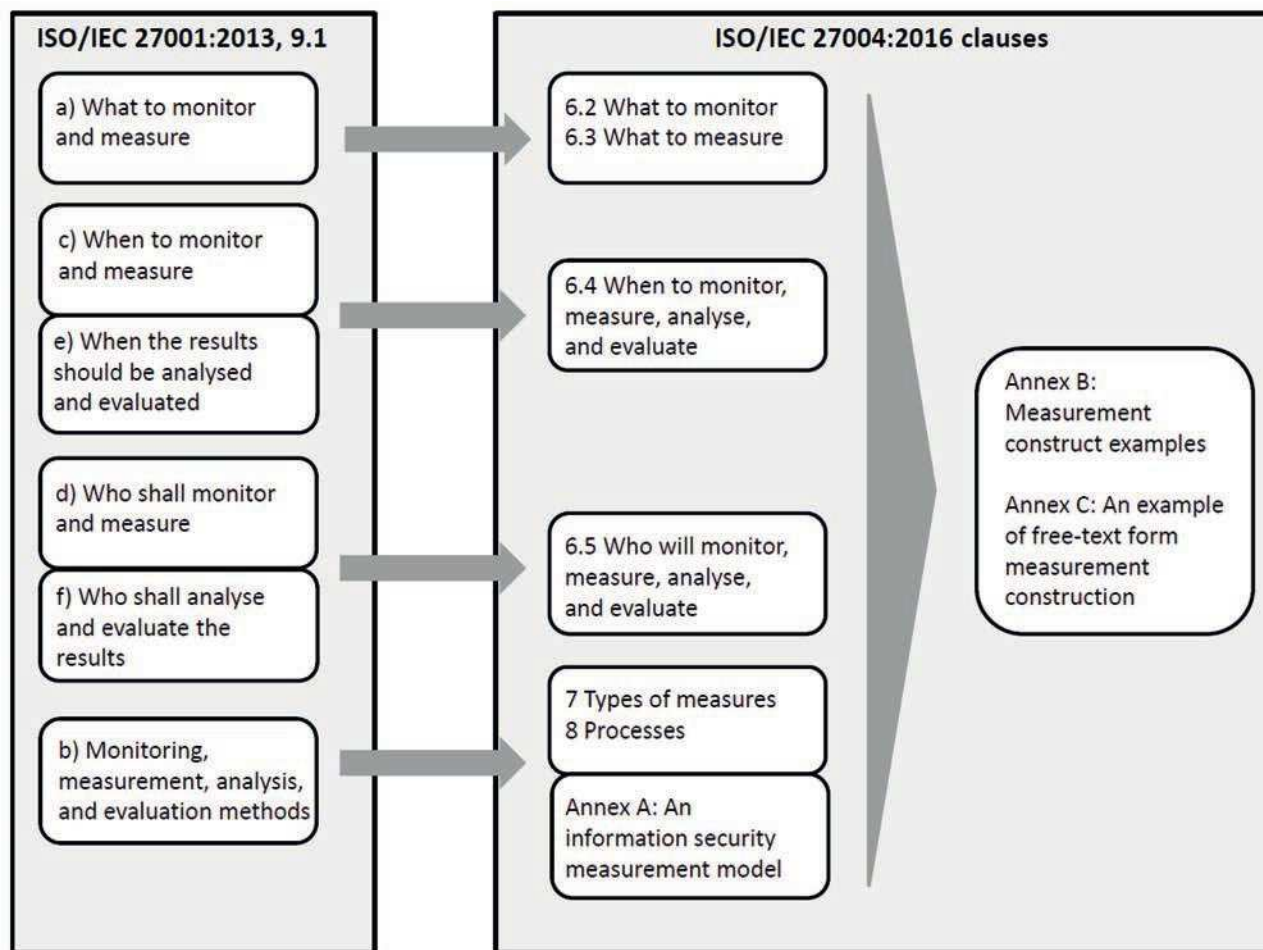 ISO/IEC 27001:2013, 9.1
a) What to monitor
and measure
c) When to monitor
and measure
e) When the results
should be analysed
and evaluated
d) Who shall monitor
and measure
f) Who shall analyse
and evaluate the
results
b) Monitoring,
measurement, analysis,
and evaluation methods
ISO/IEC 27004:2016 clauses
6.2 What to monitor
6.3 What to measure
6.4 When to monitor,
measure, analyse,
and evaluate
6.5 Who will monitor,
measure, analyse,
and evaluate
7 Types of measures
8 Processes
Annex A: An
information security
measurement model
Annex B:
Measurement
construct examples
Annex C: An example
of free-text form
measurement
construction